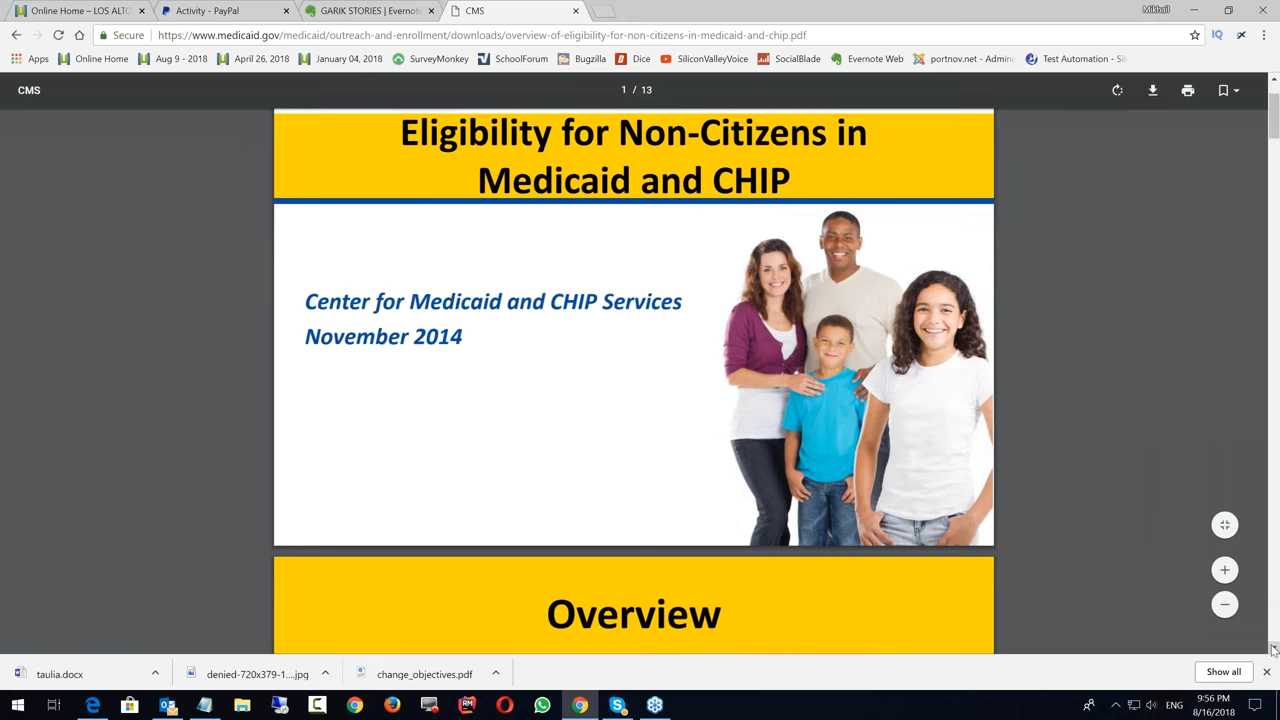 Online Home – LOS ALTO
Activity - PayPal
GARIK STORIES | Evernot
CMS
Mikhail
Secure
https://www.medicaid.gov/medicaid/outreach-and-enrollment/downloads/overview-of-eligibility-for-non-citizens-in-medicaid-and-chip.pdf
IQ
Apps
Online Home
Aug 9 - 2018
April 26, 2018
January 04, 2018
SurveyMonkey
SchoolForum
Bugzilla
Dice
SiliconValleyVoice
SocialBlade
Evernote Web
portnov.net - Admini
Test Automation - Sil
CMS
1 / 13
Eligibility for Non-Citizens in
Medicaid and CHIP
Center for Medicaid and CHIP Services
November 2014
Overview
taulia.docx
denied-720x379-1....jpg
change_objectives.pdf
Show all
ENG
9:56 PM
8/16/2018